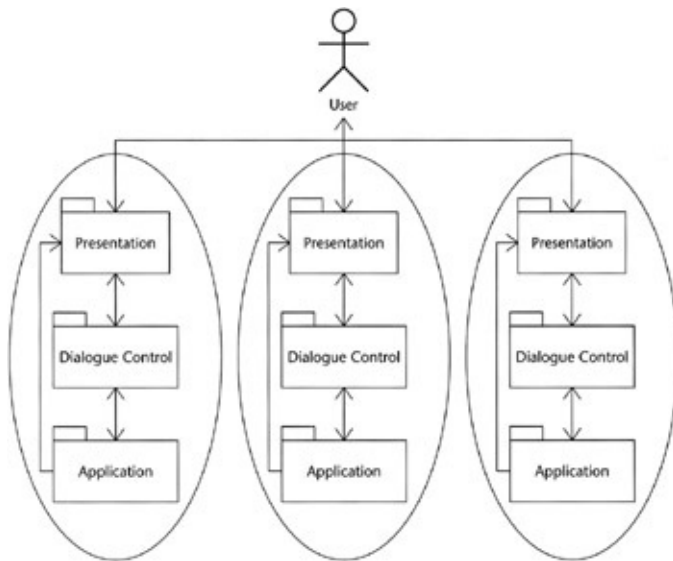 User
Presentation
Presentation
Presentation
Dialogue Control
Dialogue Control
Dialogue Control
Application
Application
Application